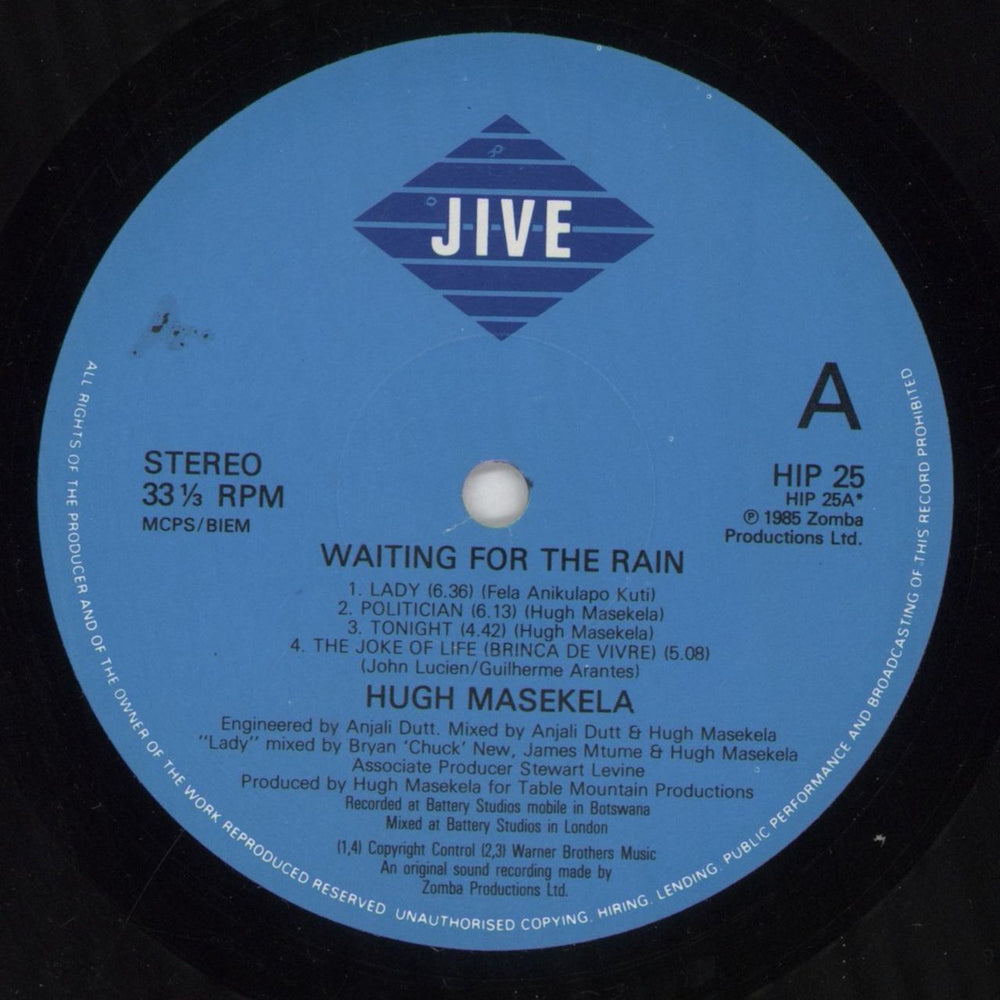 JIVE
A
STEREO
33 ⅓ RPM
MCPS/BIEM
HIP 25
HIP 25A*
℗ 1985 Zomba
Productions Ltd.
WAITING FOR THE RAIN
1. LADY (6.36) (Fela Anikulapo Kuti)
2. POLITICIAN (6.13) (Hugh Masekela)
3. TONIGHT (4.42) (Hugh Masekela)
4. THE JOKE OF LIFE (BRINCA DE VIVRE) (5.08)
(John Lucien/Guilherme Arantes)
HUGH MASEKELA
Engineered by Anjali Dutt. Mixed by Anjali Dutt & Hugh Masekela
"Lady" mixed by Bryan 'Chuck' New, James Mtume & Hugh Masekela
Associate Producer Stewart Levine
Produced by Hugh Masekela for Table Mountain Productions
Recorded at Battery Studios mobile in Botswana
Mixed at Battery Studios in London
(1,4) Copyright Control (2,3) Warner Brothers Music
An original sound recording made by
Zomba Productions Ltd.
ALL RIGHTS OF THE PRODUCER AND OF THE OWNER OF THE WORK REPRODUCED RESERVED UNAUTHORISED COPYING. HIRING. LENDING. PUBLIC PERFORMANCE AND BROADCASTING OF THIS RECORD PROHIBITED